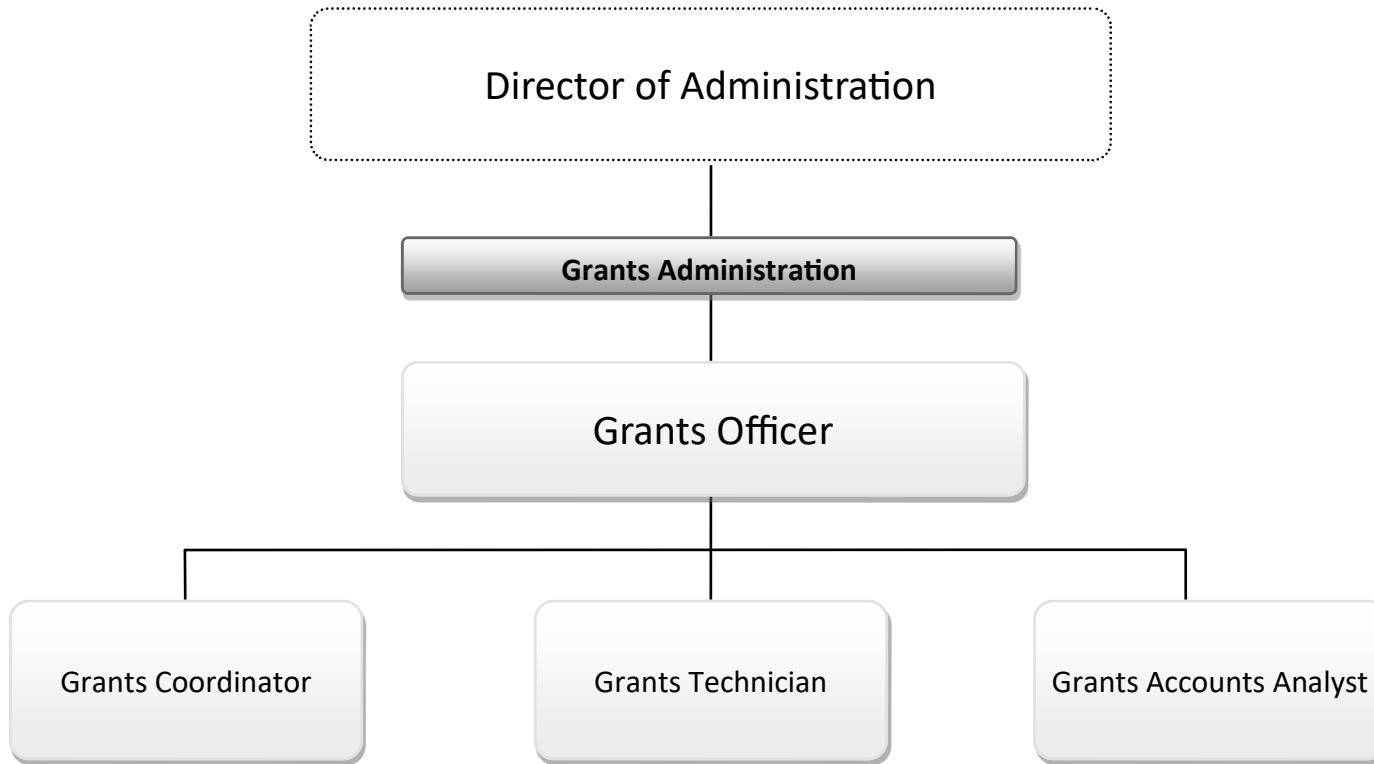 Director of Administration
Grants Administration
Grants Officer
Grants Coordinator
Grants Technician
Grants Accounts Analyst